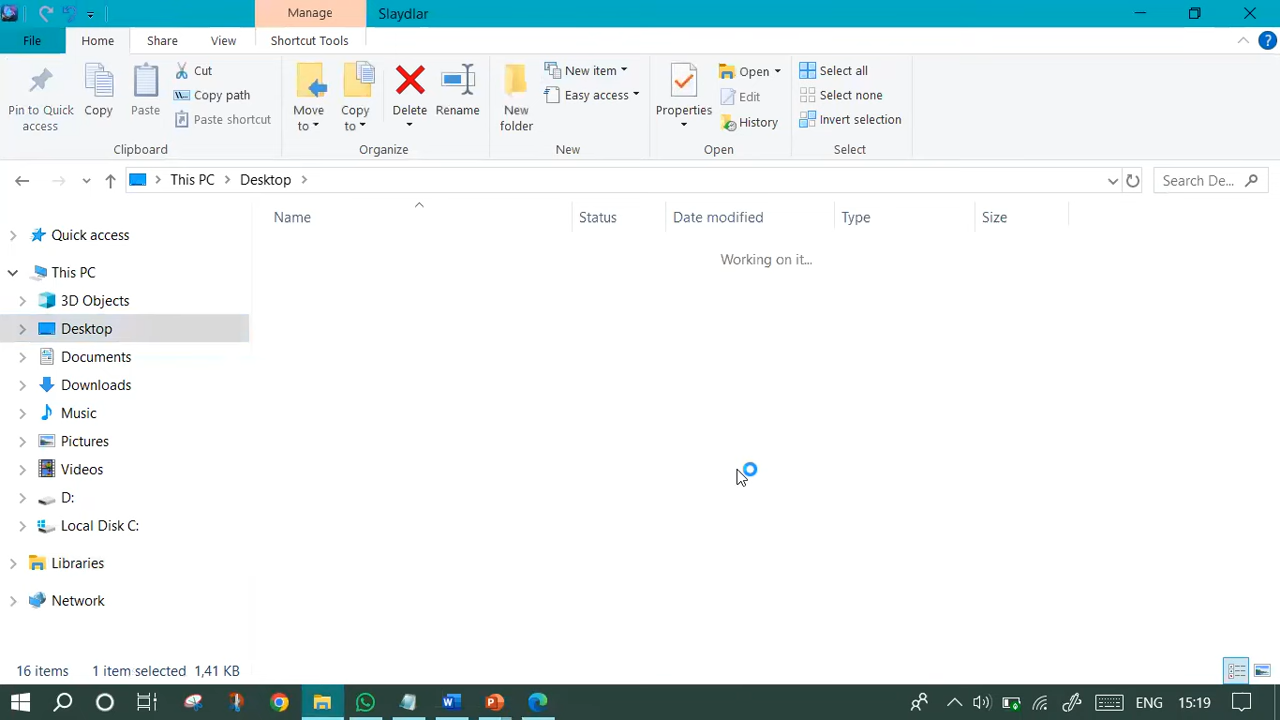 Manage
Slaydlar
File
Home
Share
View
Shortcut Tools
Pin to Quick access
Copy
Paste
Cut
Copy path
Paste shortcut
Clipboard
Move to
Copy to
Delete
Rename
Organize
New folder
New item
Easy access
New
Properties
Open
Edit
History
Open
Select all
Select none
Invert selection
Select
This PC
Desktop
Search De...
Name
Status
Date modified
Type
Size
Working on it...
Quick access
This PC
3D Objects
Desktop
Documents
Downloads
Music
Pictures
Videos
D:
Local Disk C:
Libraries
Network
16 items
1 item selected
1,41 KB
ENG
15:19